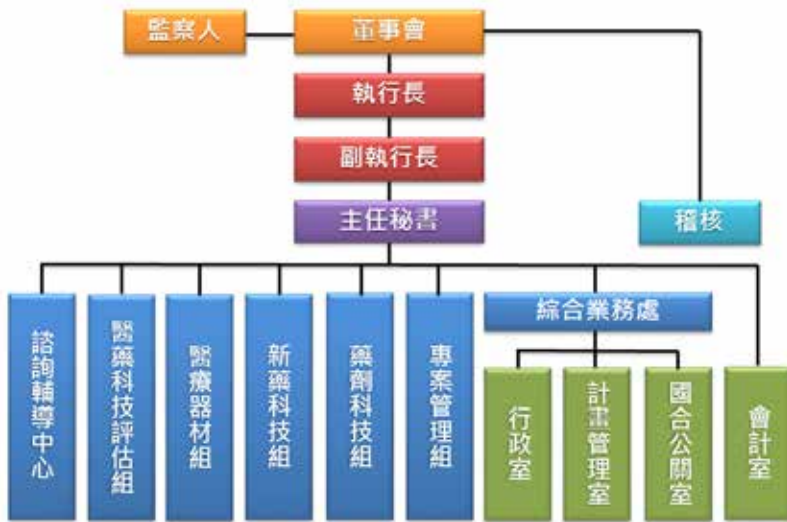 監察人
董事會
執行長
副執行長
主任秘書
稽核
諮詢輔導中心
醫藥科技評估組
醫療器材組
新藥科技組
藥劑科技組
專案管理組
綜合業務處
行政室
計畫管理室
國合公關室
會計室